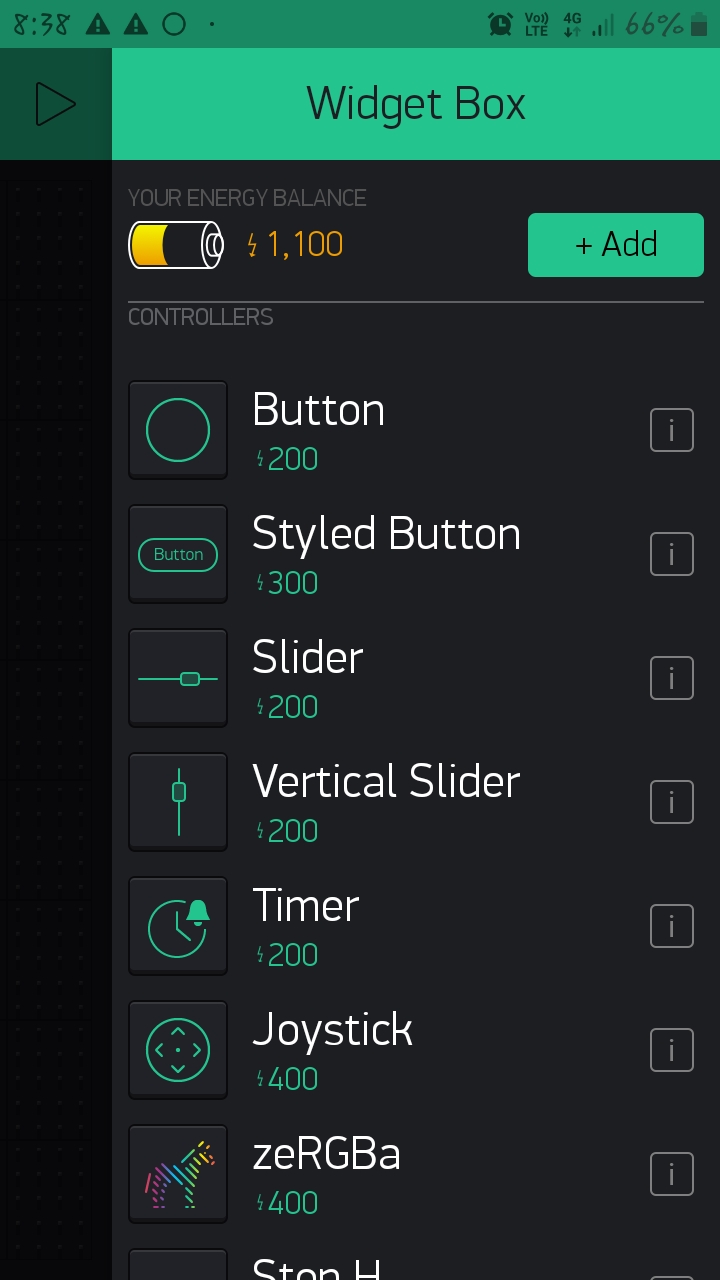 8:38
Vo)) LTE 4G 66%
Widget Box
YOUR ENERGY BALANCE
1,100
+ Add
CONTROLLERS
Button
200
i
Button
Styled Button
300
i
Slider
200
i
Vertical Slider
200
i
Timer
200
i
Joystick
400
i
zeRGBa
400
i